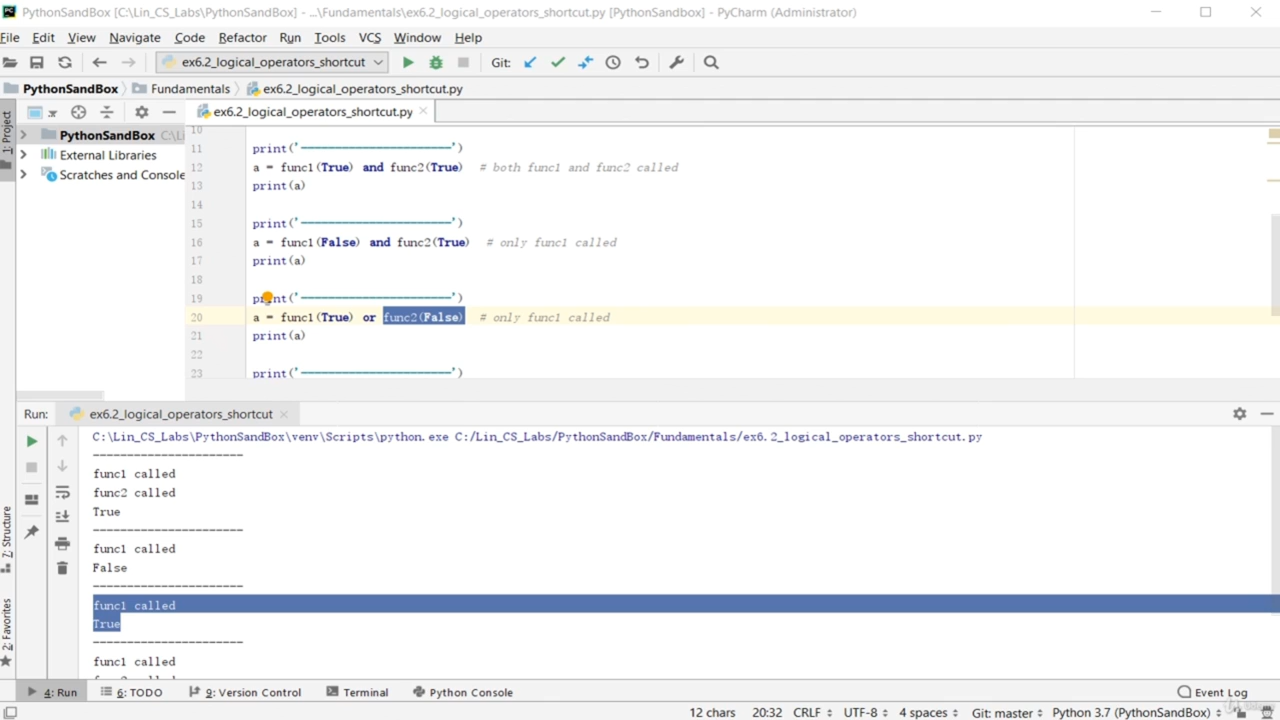 PythonSandBox [C:\Lin_CS_Labs\PythonSandBox] - ...\Fundamentals\ex6.2_logical_operators_shortcut.py [PythonSandbox] - PyCharm (Administrator)
File Edit View Navigate Code Refactor Run Tools VCS Window Help
ex6.2_logical_operators_shortcut Git:
PythonSandBox Fundamentals ex6.2_logical_operators_shortcut.py
1: Project
ex6.2_logical_operators_shortcut.py
PythonSandBox C:\Li
External Libraries
Scratches and Console
10
11 print('-----------------------')
12 a = func1(True) and func2(True) # both func1 and func2 called
13 print(a)
14
15 print('-----------------------')
16 a = func1(False) and func2(True) # only func1 called
17 print(a)
18
19 print('-----------------------')
20 a = func1(True) or func2(False) # only func1 called
21 print(a)
22
23 print('-----------------------')
Run: ex6.2_logical_operators_shortcut
C:\Lin_CS_Labs\PythonSandBox\venv\Scripts\python.exe C:/Lin_CS_Labs/PythonSandBox/Fundamentals/ex6.2_logical_operators_shortcut.py
-----------------------
func1 called
func2 called
True
-----------------------
func1 called
False
-----------------------
func1 called
True
-----------------------
func1 called
7: Structure
2: Favorites
4: Run 6: TODO 9: Version Control Terminal Python Console Event Log
12 chars 20:32 CRLF UTF-8 4 spaces Git: master Python 3.7 (PythonSandBox)